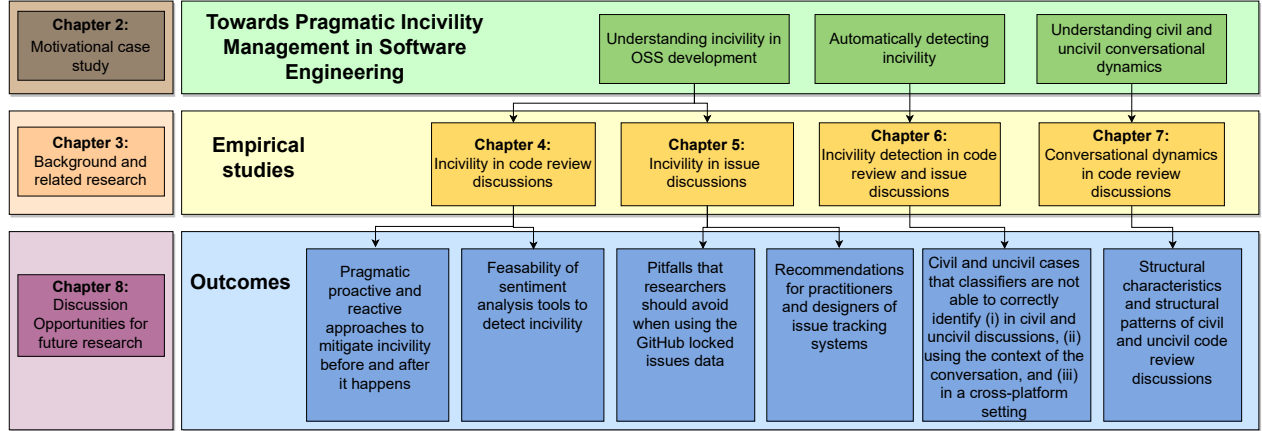 Chapter 2:
Motivational case
study
Towards Pragmatic Incivility
Management in Software
Engineering
Understanding incivility in
OSS development
Automatically detecting
incivility
Understanding civil and
uncivil conversational
dynamics
Chapter 3:
Background and
related research
Empirical
studies
Chapter 4:
Incivility in code review
discussions
Chapter 5:
Incivility in issue
discussions
Chapter 6:
Incivility detection in code
review and issue
discussions
Chapter 7:
Conversational dynamics
in code review
discussions
Chapter 8:
Discussion
Opportunities for
future research
Outcomes
Pragmatic
proactive and
reactive
approaches to
mitigate incivility
before and after
it happens
Feasability of
sentiment
analysis tools to
detect incivility
Pitfalls that
researchers
should avoid
when using the
GitHub locked
issues data
Recommendations
for practitioners
and designers of
issue tracking
systems
Civil and uncivil cases
that classifiers are not
able to correctly
identify (i) in civil and
uncivil discussions, (ii)
using the context of the
conversation, and (iii)
in a cross-platform
setting
Structural
characteristics
and structural
patterns of civil
and uncivil code
review
discussions